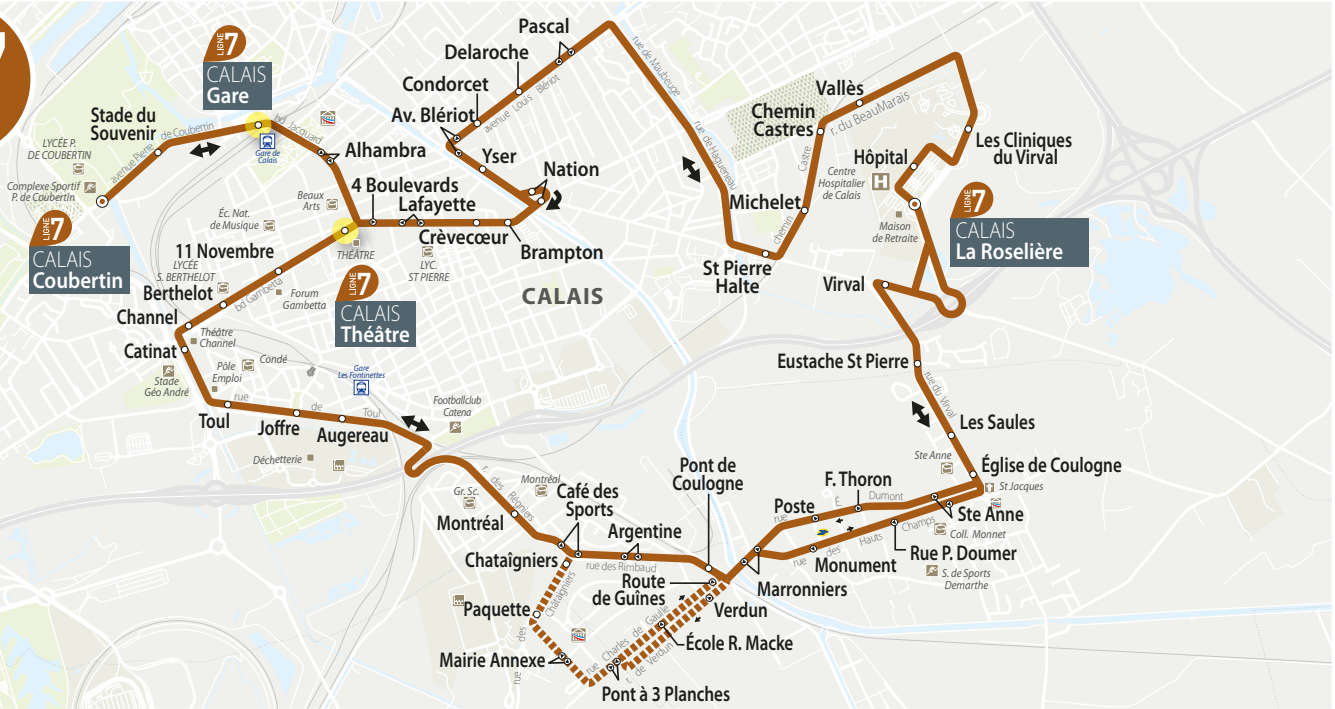 7
LIGNE 7
CALAIS
Gare
Stade du
Souvenir
LYCÉE P.
DE COUBERTIN
Complexe Sportif
P. de Coubertin
avenue Pierre de Coubertin
LIGNE 7
CALAIS
Coubertin
bd Jacquard
Gare de
Calais
Alhambra
Beaux
Arts
Éc. Nat.
de Musique
4 Boulevards
Lafayette
Crèvecœur
Brampton
Nation
Yser
Av. Blériot
Condorcet
Delaroche
Pascal
avenue Louis Blériot
rue de Maubeuge
rue de Haqueneau
THÉÂTRE
LYC.
ST PIERRE
LIGNE 7
CALAIS
Théâtre
CALAIS
11 Novembre
LYCÉE
S. BERTHELOT
Berthelot
bd Gambetta
Forum
Gambetta
Channel
Théâtre
Channel
Catinat
Stade
Géo André
Pôle
Emploi
Condé
Gare
Les Fontinettes
Toul
Joffre
Augereau
rue de Toul
Déchetterie
Footballclub
Catena
St Pierre
Halte
Michelet
chemin Castre
Chemin
Castres
Vallès
r. du BeauMarais
Les Cliniques
du Virval
Hôpital
Centre
Hospitalier
de Calais
H
Maison
de Retraite
LIGNE 7
CALAIS
La Roselière
Virval
Eustache St Pierre
rue du Virval
Les Saules
Ste Anne
Église de Coulogne
St Jacques
Ste Anne
Coll. Monnet
Rue P. Doumer
S. de Sports
Demarthe
F. Thoron
Poste
rue É. Dumont
rue des Hauts Champs
Monument
Marronniers
Pont de
Coulogne
Gr. Sc.
Montréal
r. des Régniers
Montréal
Café des
Sports
Argentine
Chataîgniers
rue des Rimbaud
Route
de Guînes
Verdun
École R. Macke
Paquette
rue des Chataîgniers
Mairie Annexe
rue Charles de Gaulle
r. de Verdun
Pont à 3 Planches